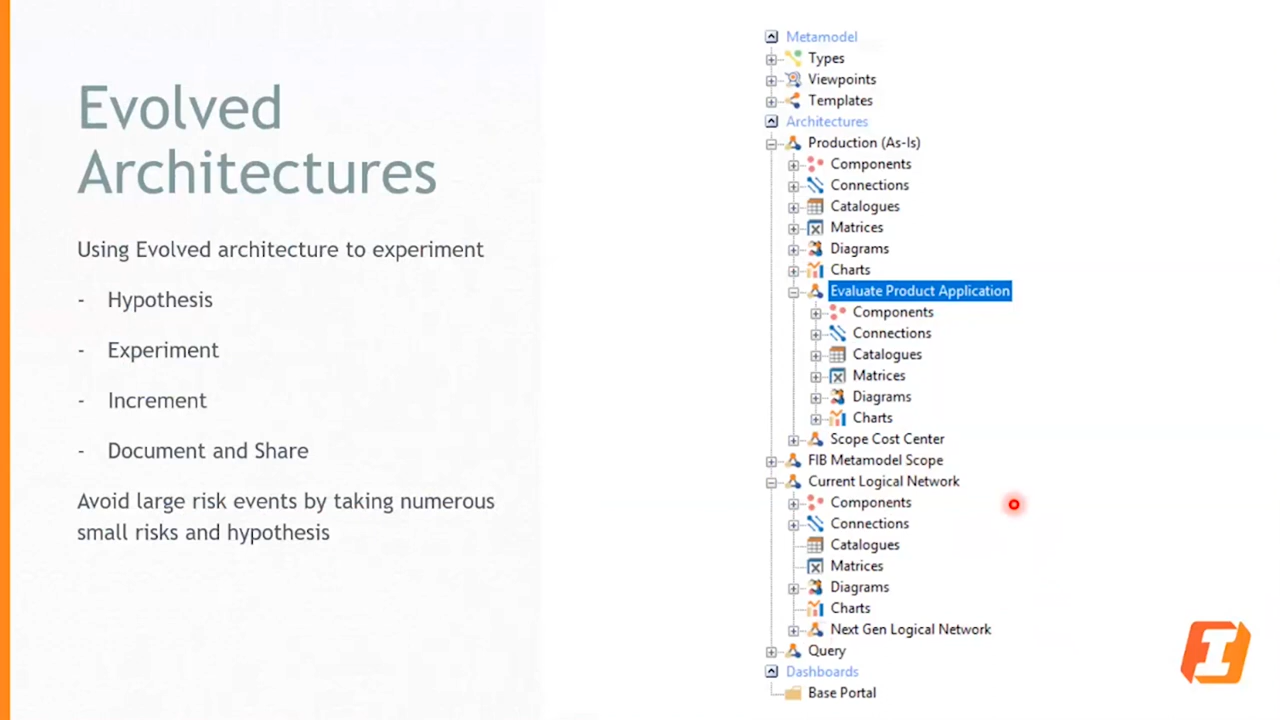 Evolved
Architectures
Using Evolved architecture to experiment
- Hypothesis
- Experiment
- Increment
- Document and Share
Avoid large risk events by taking numerous
small risks and hypothesis
Metamodel
Types
Viewpoints
Templates
Architectures
Production (As-Is)
Components
Connections
Catalogues
Matrices
Diagrams
Charts
Evaluate Product Application
Components
Connections
Catalogues
Matrices
Diagrams
Charts
Scope Cost Center
FIB Metamodel Scope
Current Logical Network
Components
Connections
Catalogues
Matrices
Diagrams
Charts
Next Gen Logical Network
Query
Dashboards
Base Portal
I